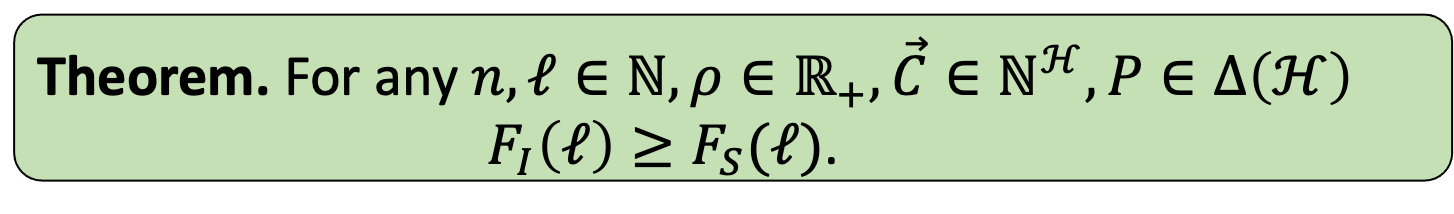 Theorem. For any n, ℓ ∈ ℕ, ρ ∈ ℝ₊, C⃗ ∈ ℕ^ℋ, P ∈ Δ(ℋ)
F_I(ℓ) ≥ F_S(ℓ).